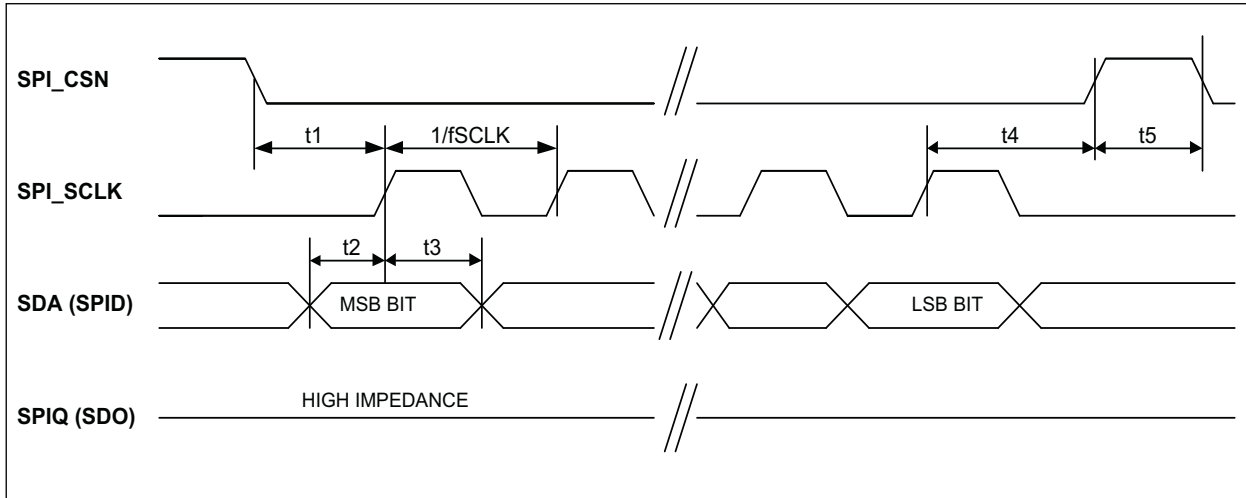 SPI_CSN
t1
1/fSCLK
t4
t5
SPI_SCLK
t2
t3
SDA (SPID)
MSB BIT
LSB BIT
SPIQ (SDO)
HIGH IMPEDANCE